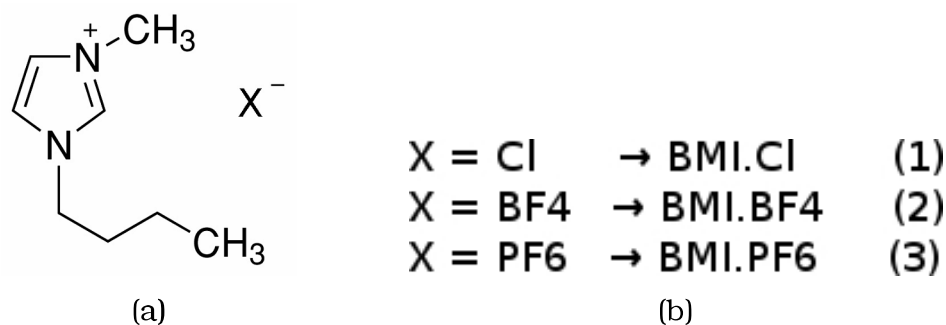 +
N CH3
X −
N
CH3
X = Cl → BMI.Cl (1)
X = BF4 → BMI.BF4 (2)
X = PF6 → BMI.PF6 (3)
(a) (b)